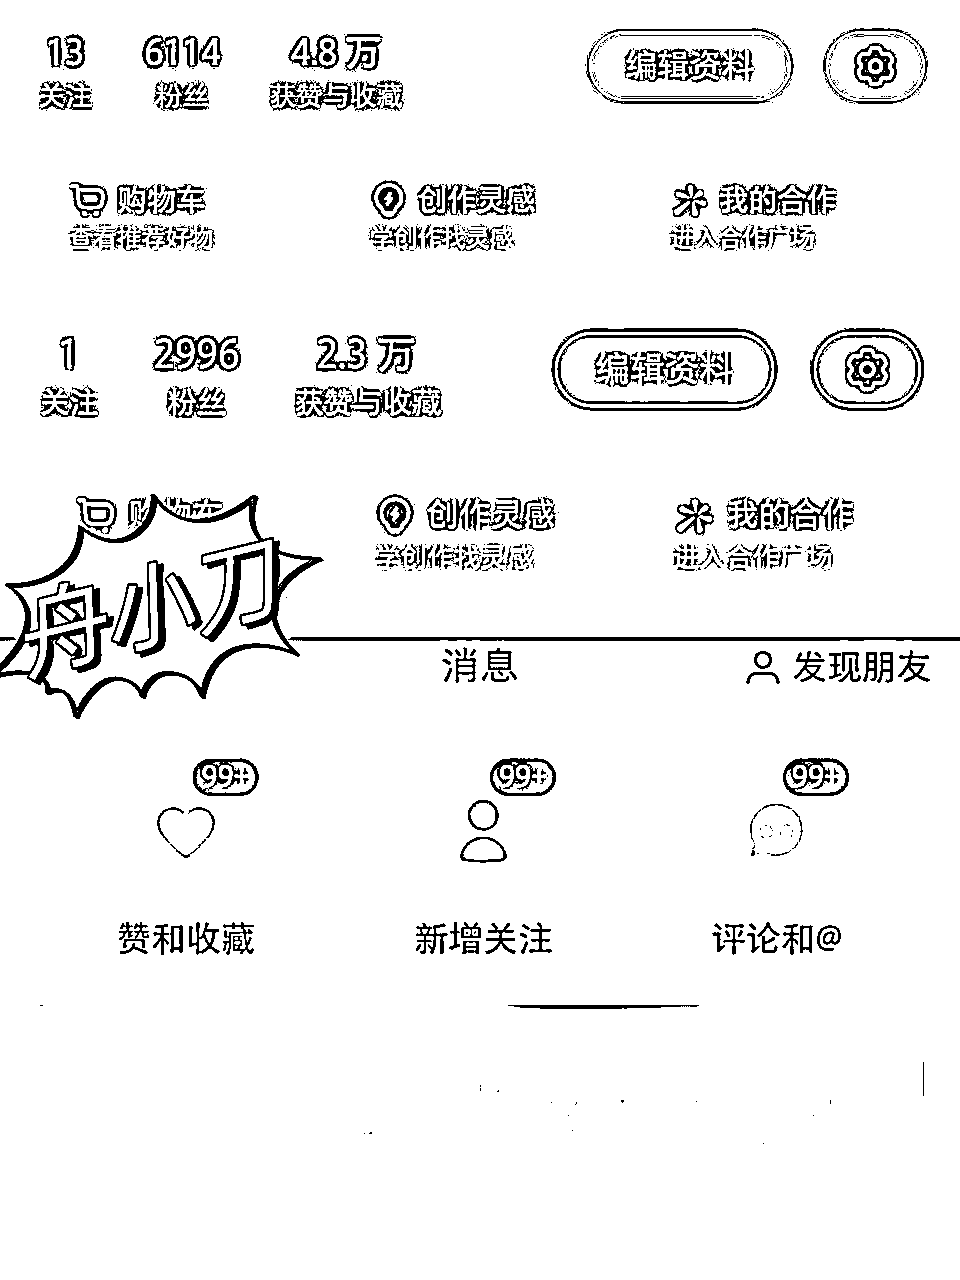 13 6114 4.8万 编辑资料
关注 粉丝 获赞与收藏
购物车 创作灵感 我的合作
查看推荐好物 学创作找灵感 进入合作广场
1 2996 2.3万 编辑资料
关注 粉丝 获赞与收藏
购物车 创作灵感 我的合作
学创作找灵感 进入合作广场
舟小刀
消息 发现朋友
99+ 99+ 99+
赞和收藏 新增关注 评论和@